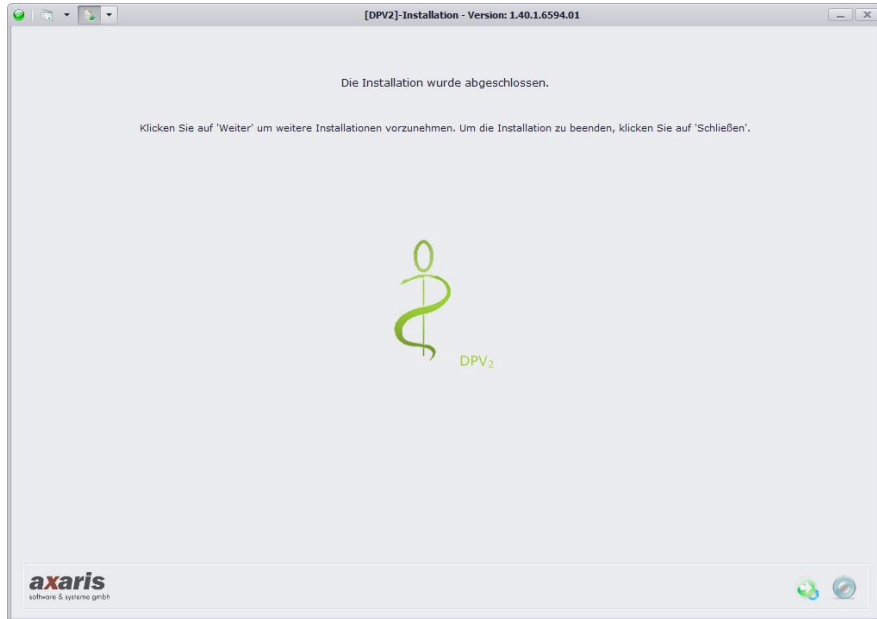 [DPV2]-Installation - Version: 1.40.1.6594.01
Die Installation wurde abgeschlossen.
Klicken Sie auf 'Weiter' um weitere Installationen vorzunehmen. Um die Installation zu beenden, klicken Sie auf 'Schließen'.
DPV₂
axaris
software & systeme gmbh